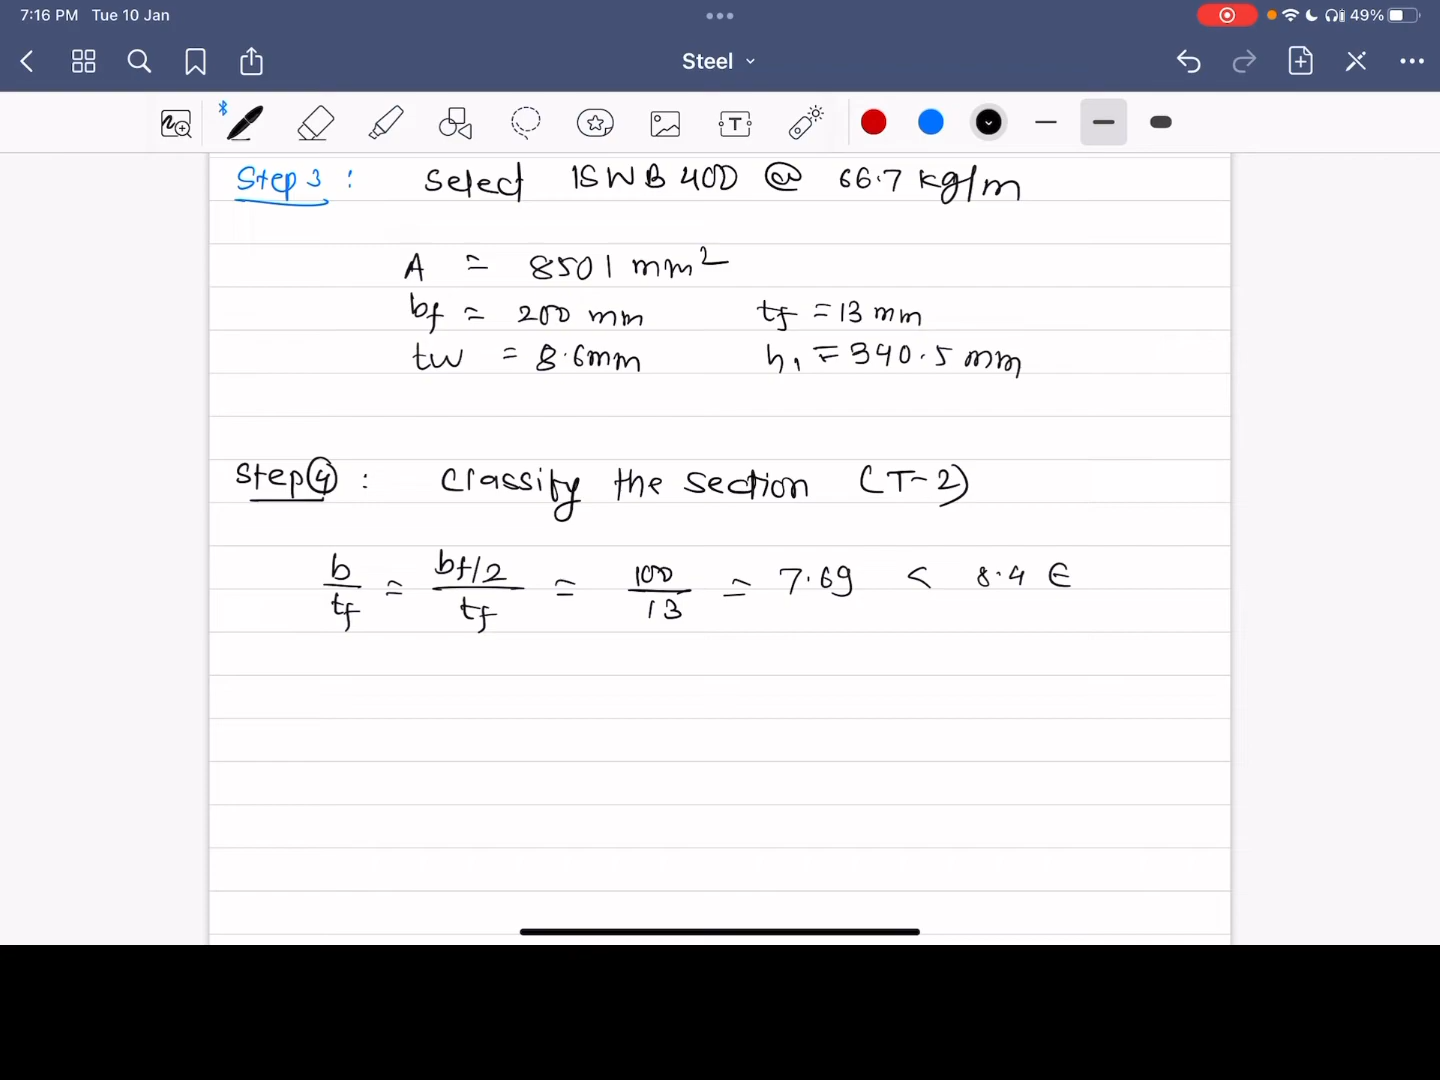 7:16 PM Tue 10 Jan
49%
Steel
Step 3 : Select ISWB 400 @ 66.7 kg/m
A = 8501 mm²
bf = 200 mm tf = 13 mm
tw = 8.6mm h₁ = 340.5 mm
Step ④ : Classify the section (T-2)
b/tf = (bf/2)/tf = 100/13 = 7.69 < 8.4 ∈